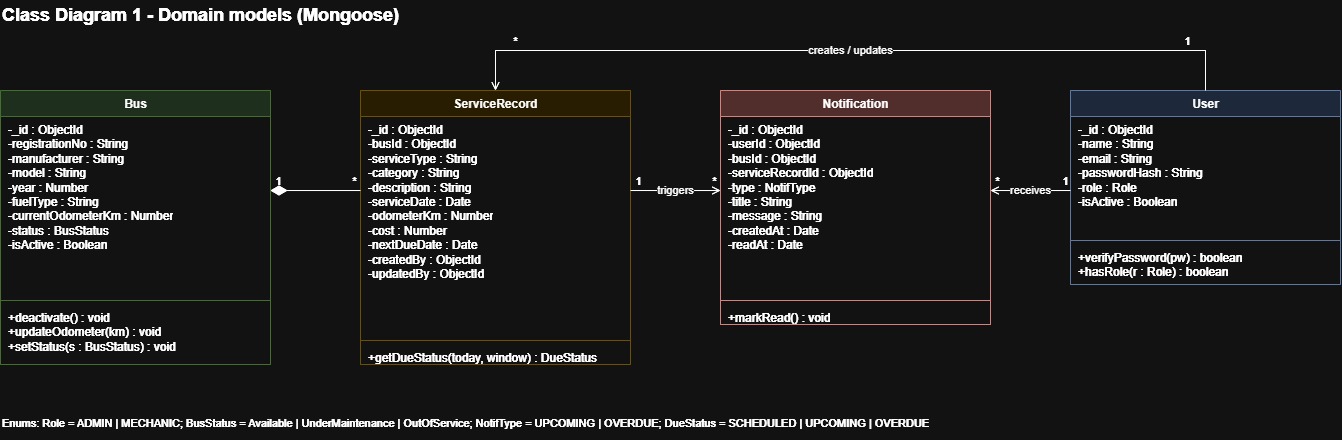 Class Diagram 1 - Domain models (Mongoose)
* creates / updates 1
Bus
-_id : ObjectId
-registrationNo : String
-manufacturer : String
-model : String
-year : Number
-fuelType : String
-currentOdometerKm : Number
-status : BusStatus
-isActive : Boolean
+deactivate() : void
+updateOdometer(km) : void
+setStatus(s : BusStatus) : void
1 *
ServiceRecord
-_id : ObjectId
-busId : ObjectId
-serviceType : String
-category : String
-description : String
-serviceDate : Date
-odometerKm : Number
-cost : Number
-nextDueDate : Date
-createdBy : ObjectId
-updatedBy : ObjectId
+getDueStatus(today, window) : DueStatus
1 *
triggers
Notification
-_id : ObjectId
-userId : ObjectId
-busId : ObjectId
-serviceRecordId : ObjectId
-type : NotifType
-title : String
-message : String
-createdAt : Date
-readAt : Date
+markRead() : void
* 1
receives
User
-_id : ObjectId
-name : String
-email : String
-passwordHash : String
-role : Role
-isActive : Boolean
+verifyPassword(pw) : boolean
+hasRole(r : Role) : boolean
Enums: Role = ADMIN | MECHANIC; BusStatus = Available | UnderMaintenance | OutOfService; NotifType = UPCOMING | OVERDUE; DueStatus = SCHEDULED | UPCOMING | OVERDUE